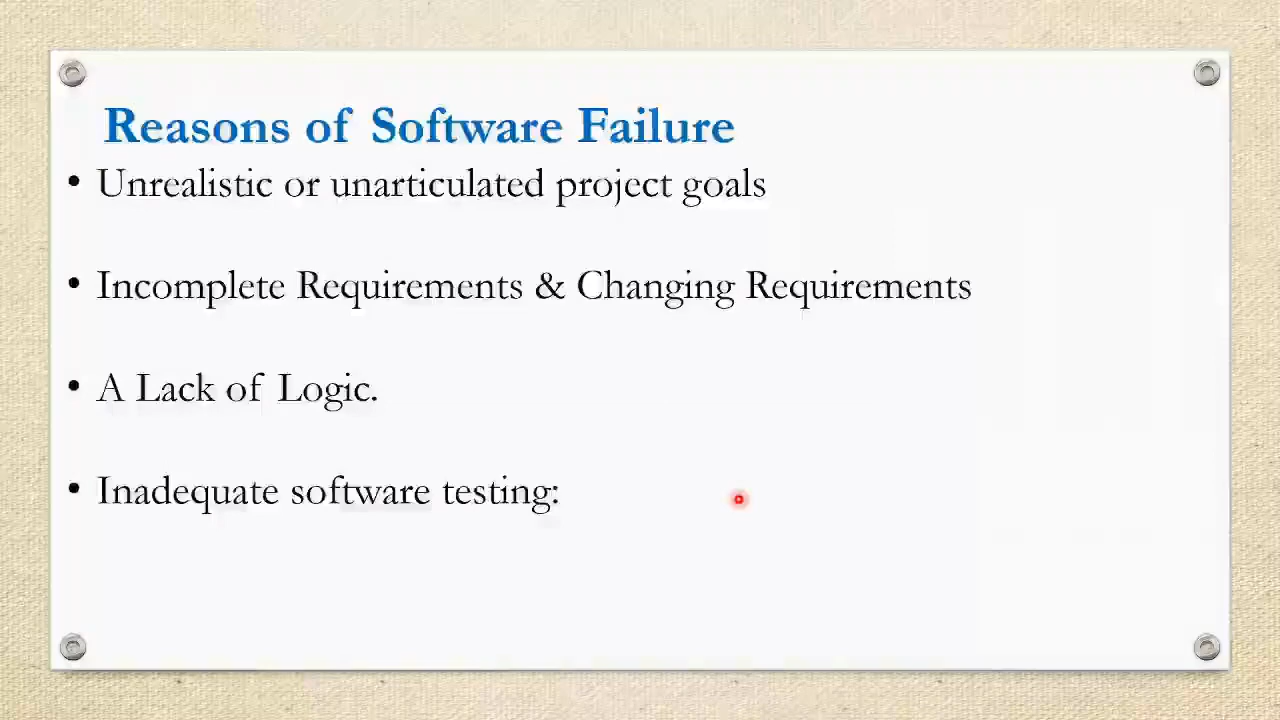 Reasons of Software Failure
• Unrealistic or unarticulated project goals
• Incomplete Requirements & Changing Requirements
• A Lack of Logic.
• Inadequate software testing: